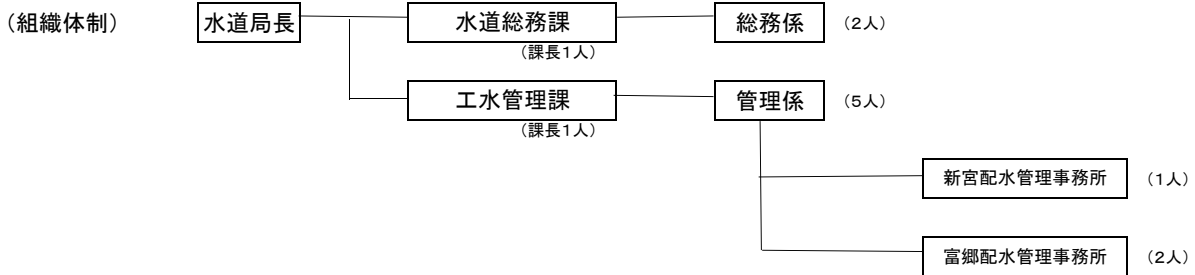 （組織体制） 水道局長 水道総務課 総務係 （2人）
（課長1人）
工水管理課 管理係 （5人）
（課長1人）
新宮配水管理事務所 （1人）
富郷配水管理事務所 （2人）